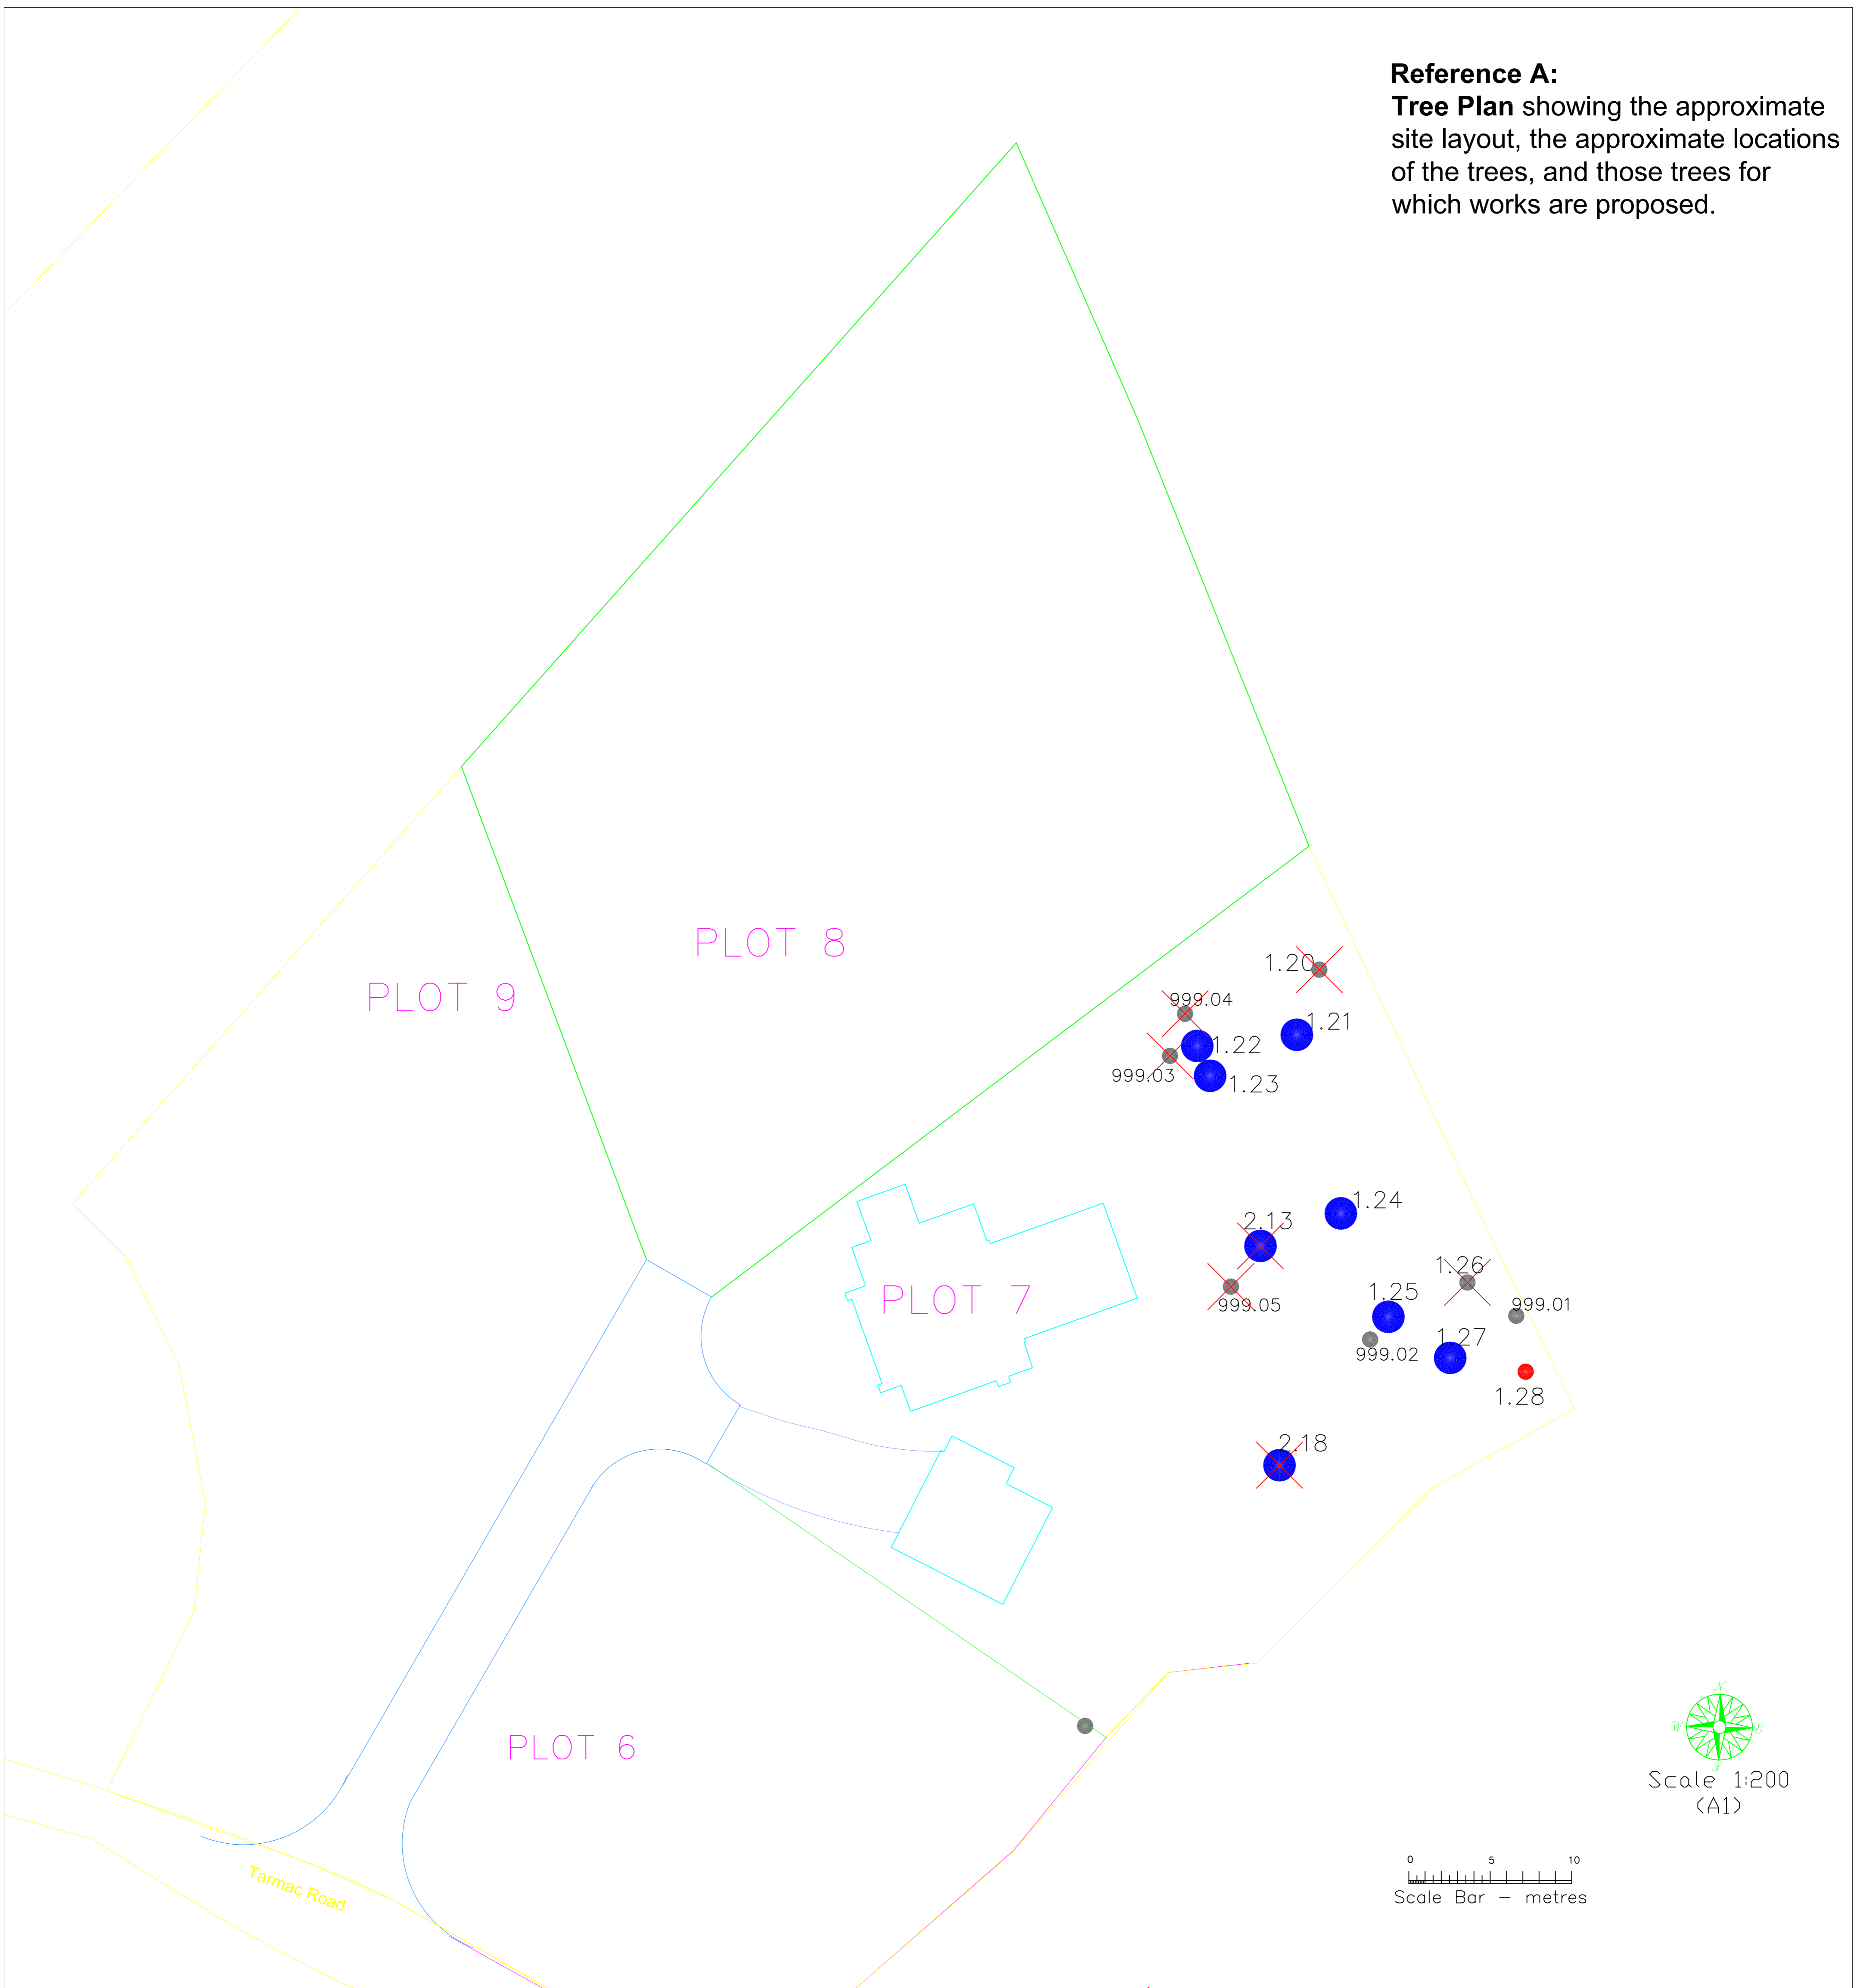 Reference A:
Tree Plan showing the approximate
site layout, the approximate locations
of the trees, and those trees for
which works are proposed.
PLOT 8
PLOT 9
1.20
999.04
1.21
1.22
999.03
1.23
1.24
2.13
1.26
PLOT 7
1.25
999.05
999.01
1.27
999.02
1.28
2.18
N
W
E
S
PLOT 6
Scale 1:200
(A1)
Tarmac Road
0 5 10
Scale Bar – metres